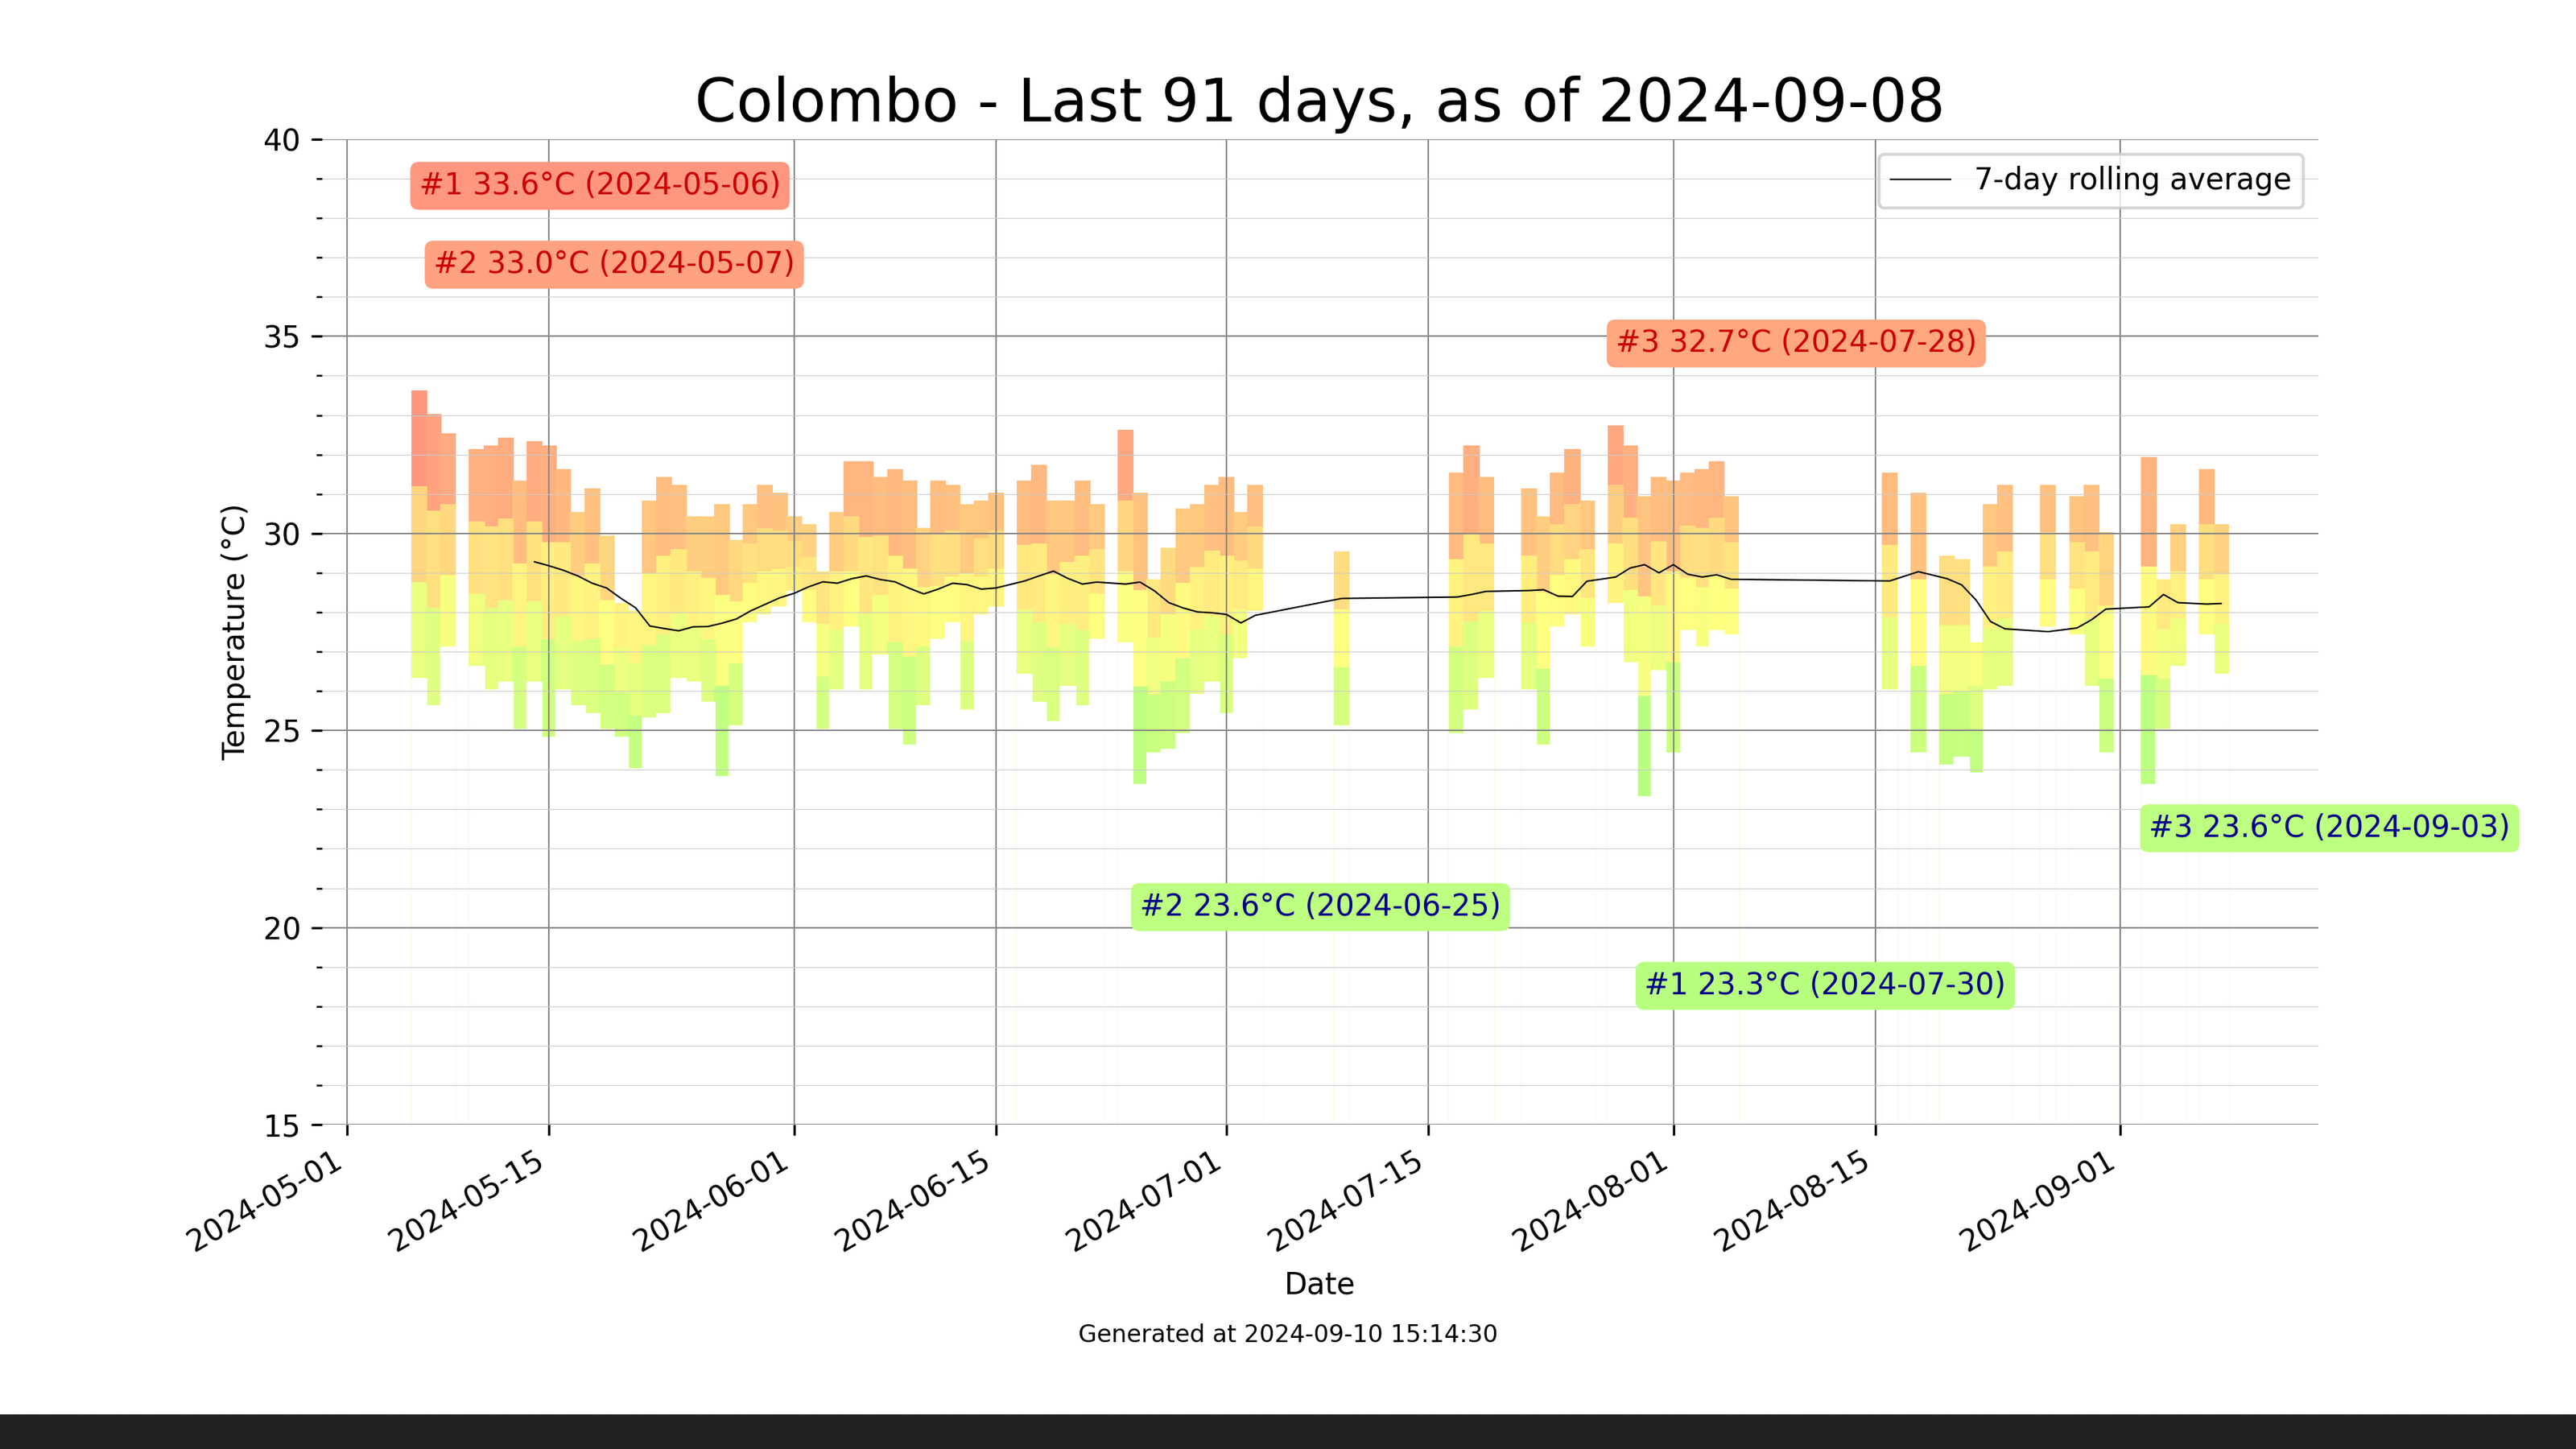 Colombo - Last 91 days, as of 2024-09-08
40
#1 33.6°C (2024-05-06)
7-day rolling average
#2 33.0°C (2024-05-07)
35
#3 32.7°C (2024-07-28)
30
Temperature (°C)
25
#3 23.6°C (2024-09-03)
#2 23.6°C (2024-06-25)
20
#1 23.3°C (2024-07-30)
15
2024-05-01
2024-05-15
2024-06-01
2024-06-15
2024-07-01
2024-07-15
2024-08-01
2024-08-15
2024-09-01
Date
Generated at 2024-09-10 15:14:30